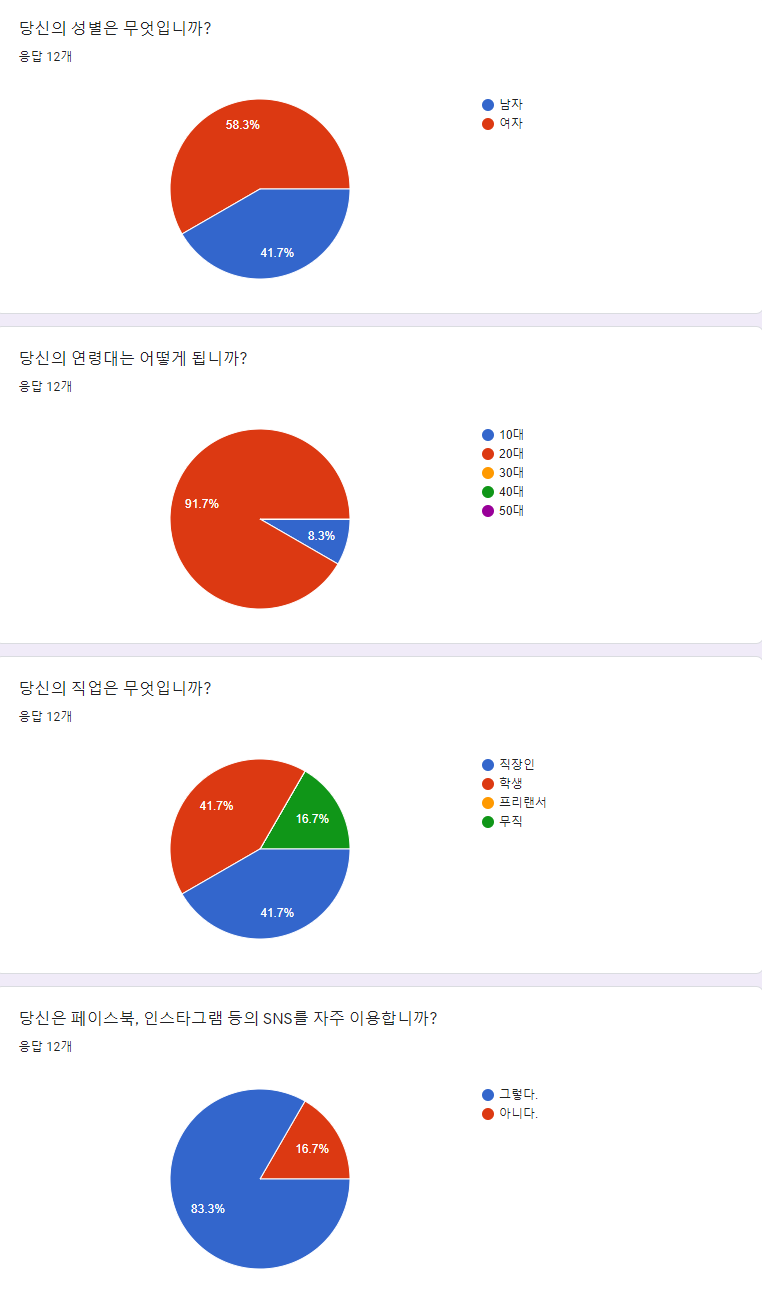 당신의 성별은 무엇입니까?
응답 12개
58.3%
41.7%
남자
여자
당신의 연령대는 어떻게 됩니까?
응답 12개
91.7%
8.3%
10대
20대
30대
40대
50대
당신의 직업은 무엇입니까?
응답 12개
41.7%
16.7%
41.7%
직장인
학생
프리랜서
무직
당신은 페이스북, 인스타그램 등의 SNS를 자주 이용합니까?
응답 12개
16.7%
83.3%
그렇다.
아니다.